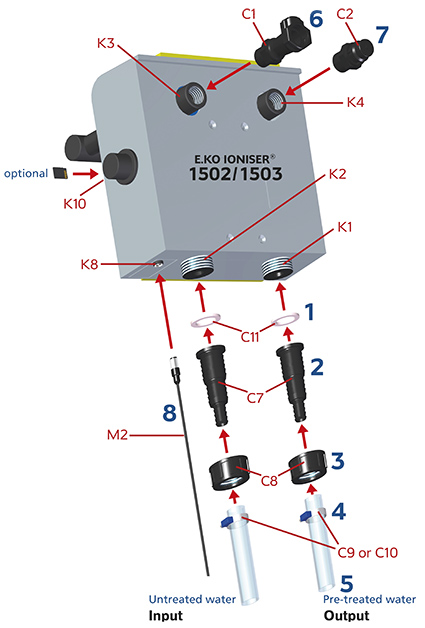 C1
6
C2
7
K3
K4
E.KO IONISER®
1502/1503
optional
K10
K2
K1
K8
C11
1
C7
2
8
M2
C8
3
4
C9 or C10
5
Untreated water
Pre-treated water
Input
Output